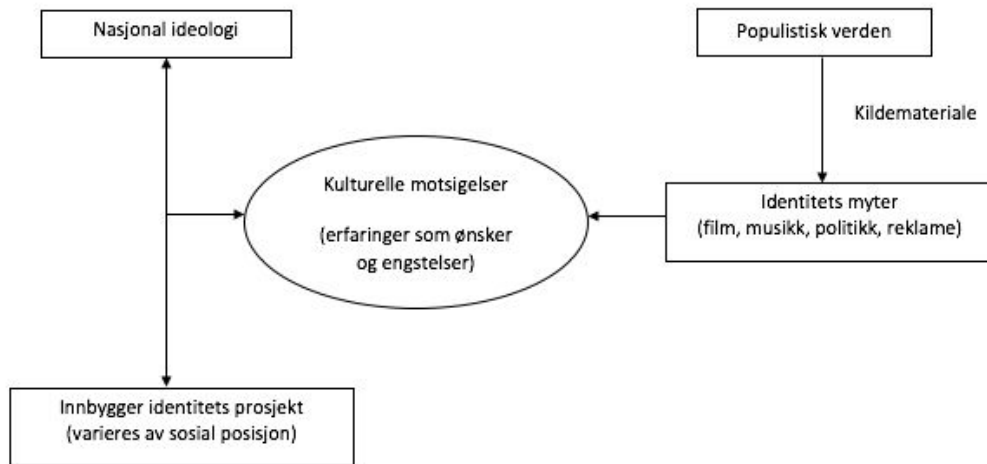 Nasjonal ideologi
Populistisk verden
Kildemateriale
Kulturelle motsigelser
(erfaringer som ønsker
og engstelser)
Identitets myter
(film, musikk, politikk, reklame)
Innbygger identitets prosjekt
(varieres av sosial posisjon)